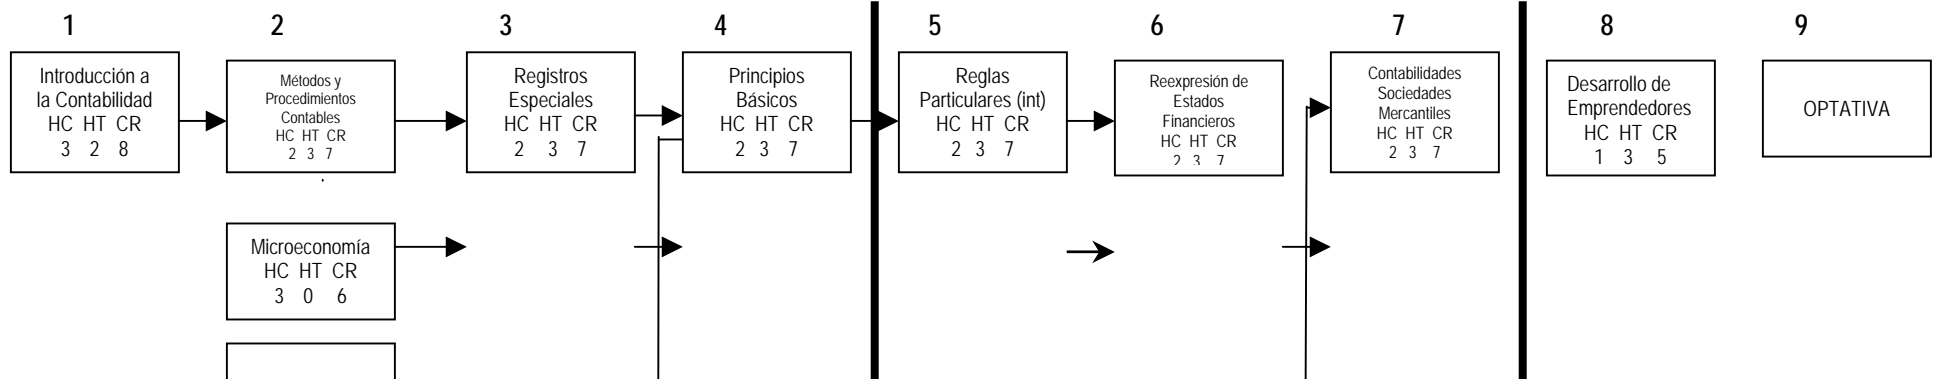 1 2 3 4 5 6 7 8 9
Introducción a
la Contabilidad
HC HT CR
3 2 8
Métodos y
Procedimientos
Contables
HC HT CR
2 3 7
Registros
Especiales
HC HT CR
2 3 7
Principios
Básicos
HC HT CR
2 3 7
Reglas
Particulares (int)
HC HT CR
2 3 7
Reexpresión de
Estados
Financieros
HC HT CR
2 3 7
Contabilidades
Sociedades
Mercantiles
HC HT CR
2 3 7
Desarrollo de
Emprendedores
HC HT CR
1 3 5
OPTATIVA
Microeconomía
HC HT CR
3 0 6